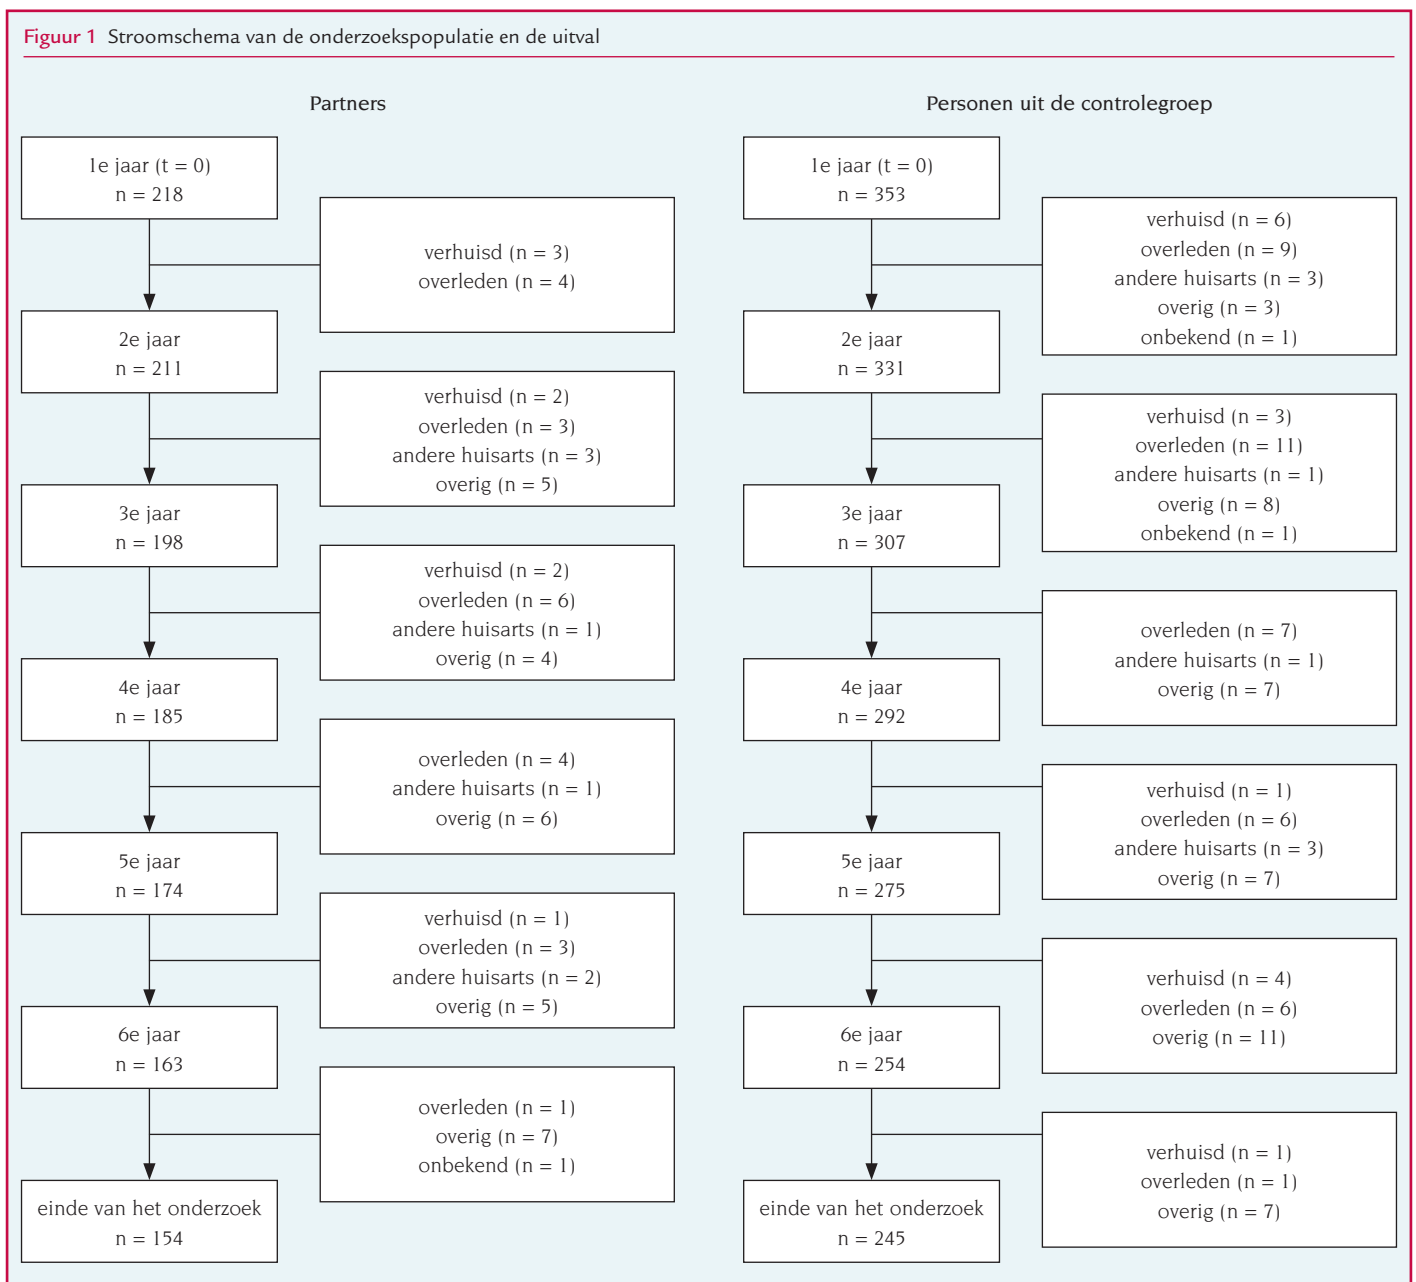 Figuur 1 Stroomschema van de onderzoekspopulatie en de uitval
Partners
1e jaar (t = 0)
n = 218
verhuisd (n = 3)
overleden (n = 4)
2e jaar
n = 211
verhuisd (n = 2)
overleden (n = 3)
andere huisarts (n = 3)
overig (n = 5)
3e jaar
n = 198
verhuisd (n = 2)
overleden (n = 6)
andere huisarts (n = 1)
overig (n = 4)
4e jaar
n = 185
overleden (n = 4)
andere huisarts (n = 1)
overig (n = 6)
5e jaar
n = 174
verhuisd (n = 1)
overleden (n = 3)
andere huisarts (n = 2)
overig (n = 5)
6e jaar
n = 163
overleden (n = 1)
overig (n = 7)
onbekend (n = 1)
einde van het onderzoek
n = 154
Personen uit de controlegroep
1e jaar (t = 0)
n = 353
verhuisd (n = 6)
overleden (n = 9)
andere huisarts (n = 3)
overig (n = 3)
onbekend (n = 1)
2e jaar
n = 331
verhuisd (n = 3)
overleden (n = 11)
andere huisarts (n = 1)
overig (n = 8)
onbekend (n = 1)
3e jaar
n = 307
overleden (n = 7)
andere huisarts (n = 1)
overig (n = 7)
4e jaar
n = 292
verhuisd (n = 1)
overleden (n = 6)
andere huisarts (n = 3)
overig (n = 7)
5e jaar
n = 275
verhuisd (n = 4)
overleden (n = 6)
overig (n = 11)
6e jaar
n = 254
verhuisd (n = 1)
overleden (n = 1)
overig (n = 7)
einde van het onderzoek
n = 245